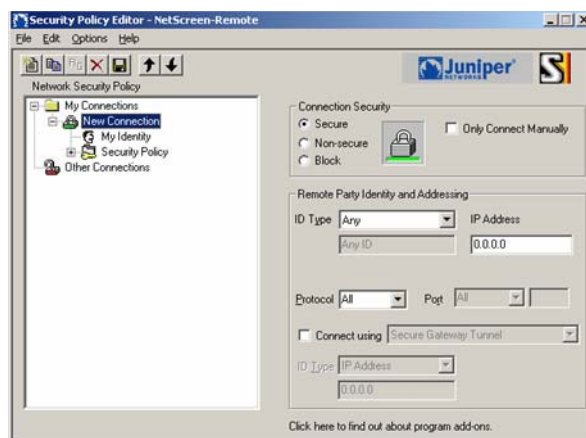 Security Policy Editor - NetScreen-Remote
File Edit Options Help
Juniper
NETWORKS
Network Security Policy
My Connections
New Connection
My Identity
Security Policy
Other Connections
Connection Security
Secure
Non-secure
Block
Only Connect Manually
Remote Party Identity and Addressing
ID Type Any IP Address
Any ID 0.0.0.0
Protocol All Port All
Connect using Secure Gateway Tunnel
ID Type IP Address
0.0.0.0
Click here to find out about program add-ons.